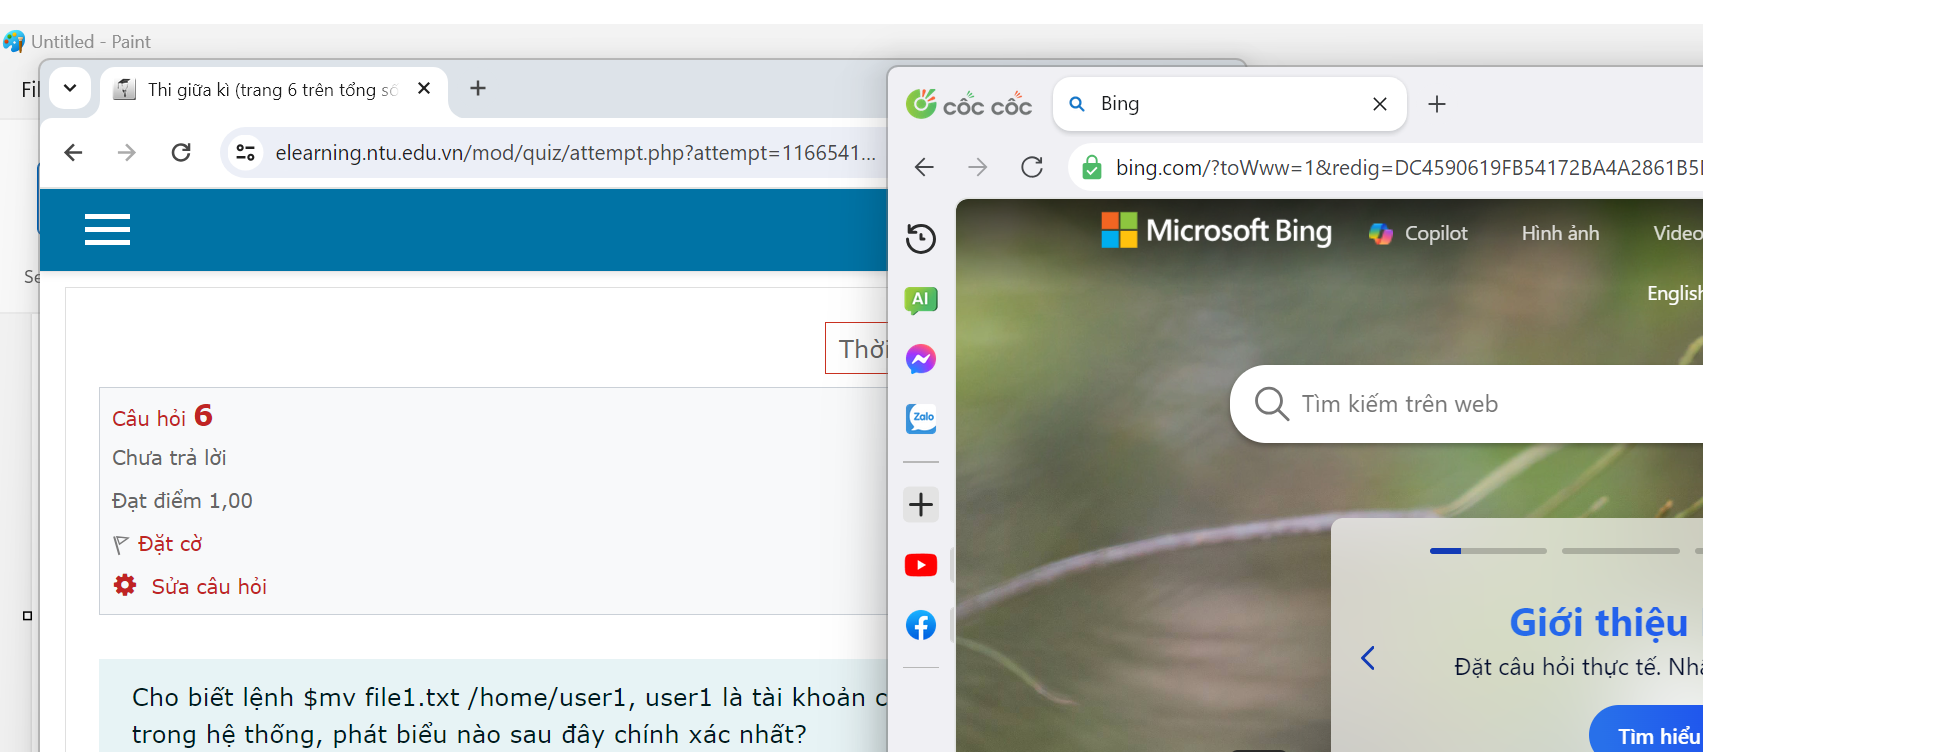 Untitled - Paint
Thi giữa kì (trang 6 trên tổng số
elearning.ntu.edu.vn/mod/quiz/attempt.php?attempt=1166541...
Thời
Câu hỏi 6
Chưa trả lời
Đạt điểm 1,00
Đặt cờ
Sửa câu hỏi
Cho biết lệnh $mv file1.txt /home/user1, user1 là tài khoản c
trong hệ thống, phát biểu nào sau đây chính xác nhất?
cốc cốc
Bing
bing.com/?toWww=1&redig=DC4590619FB54172BA4A2861B5
AI
Zalo
Microsoft Bing
Copilot
Hình ảnh
Video
English
Tìm kiếm trên web
Giới thiệu
Đặt câu hỏi thực tế.
Tìm hiểu